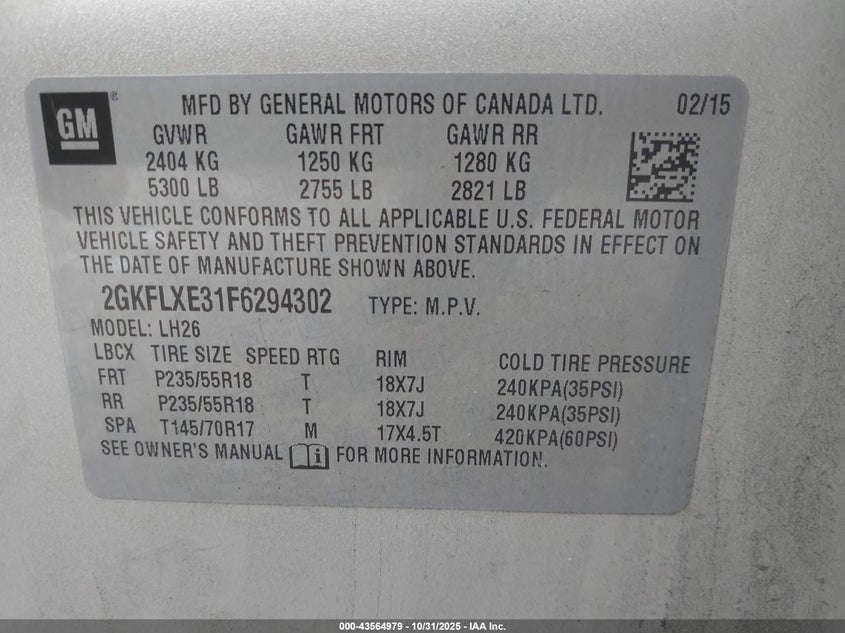 GM ® MFD BY GENERAL MOTORS OF CANADA LTD. 02/15
GVWR GAWR FRT GAWR RR
2404 KG 1250 KG 1280 KG
5300 LB 2755 LB 2821 LB
THIS VEHICLE CONFORMS TO ALL APPLICABLE U.S. FEDERAL MOTOR
VEHICLE SAFETY AND THEFT PREVENTION STANDARDS IN EFFECT ON
THE DATE OF MANUFACTURE SHOWN ABOVE.
2GKFLXE31F6294302 TYPE: M.P.V.
MODEL: LH26
LBCX TIRE SIZE SPEED RTG RIM COLD TIRE PRESSURE
FRT P235/55R18 T 18X7J 240KPA(35PSI)
RR P235/55R18 T 18X7J 240KPA(35PSI)
SPA T145/70R17 M 17X4.5T 420KPA(60PSI)
SEE OWNER'S MANUAL i FOR MORE INFORMATION.
000-43564979 - 10/31/2025 - IAA Inc.